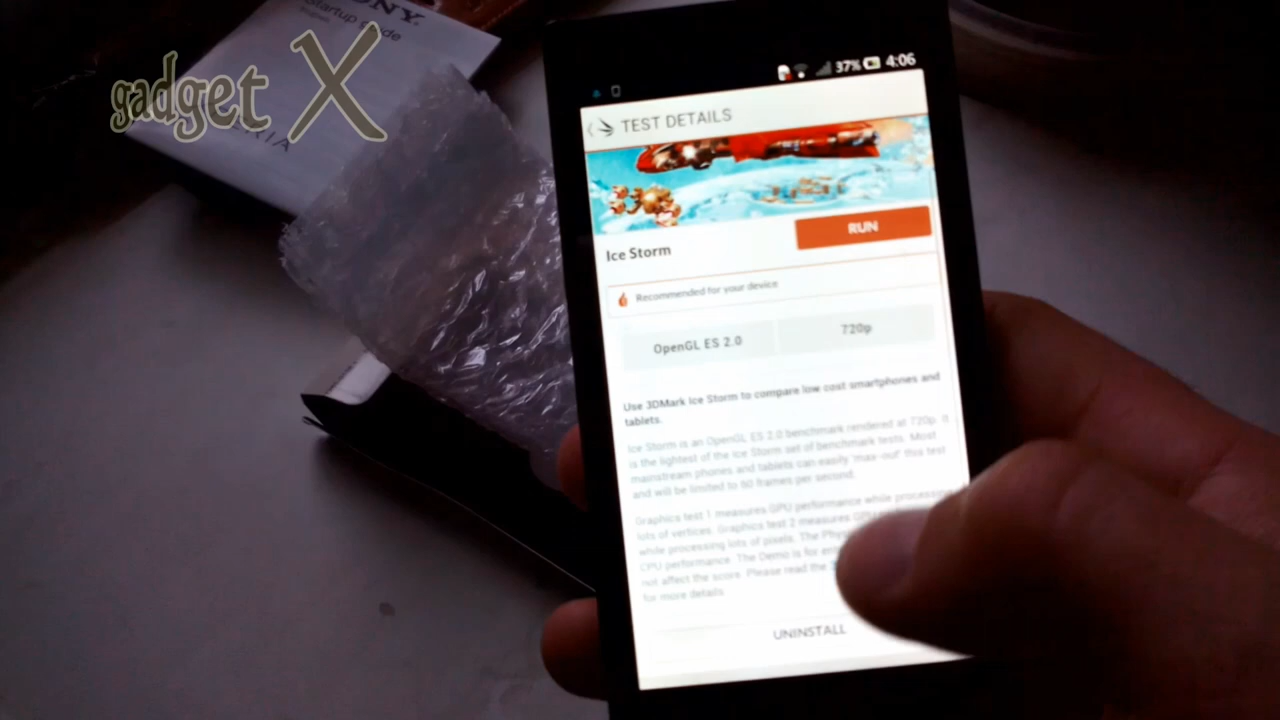 SONY
Startup guide
XPERIA
gadget X
37% 4:06
TEST DETAILS
Ice Storm
RUN
Recommended for your device
OpenGL ES 2.0
720p
Use 3DMark Ice Storm to compare low cost smartphones and
tablets.
Ice Storm is an OpenGL ES 2.0 benchmark rendered at 720p. It
is the lightest of the Ice Storm set of benchmark tests. Most
mainstream phones and tablets can easily 'max-out' this test
and will be limited to 60 frames per second.
Graphics test 1 measures GPU performance while processing
lots of vertices. Graphics test 2 measures GPU
while processing lots of pixels. The Phys
CPU performance. The Demo is for
not affect the score. Please read the
for more details
UNINSTALL